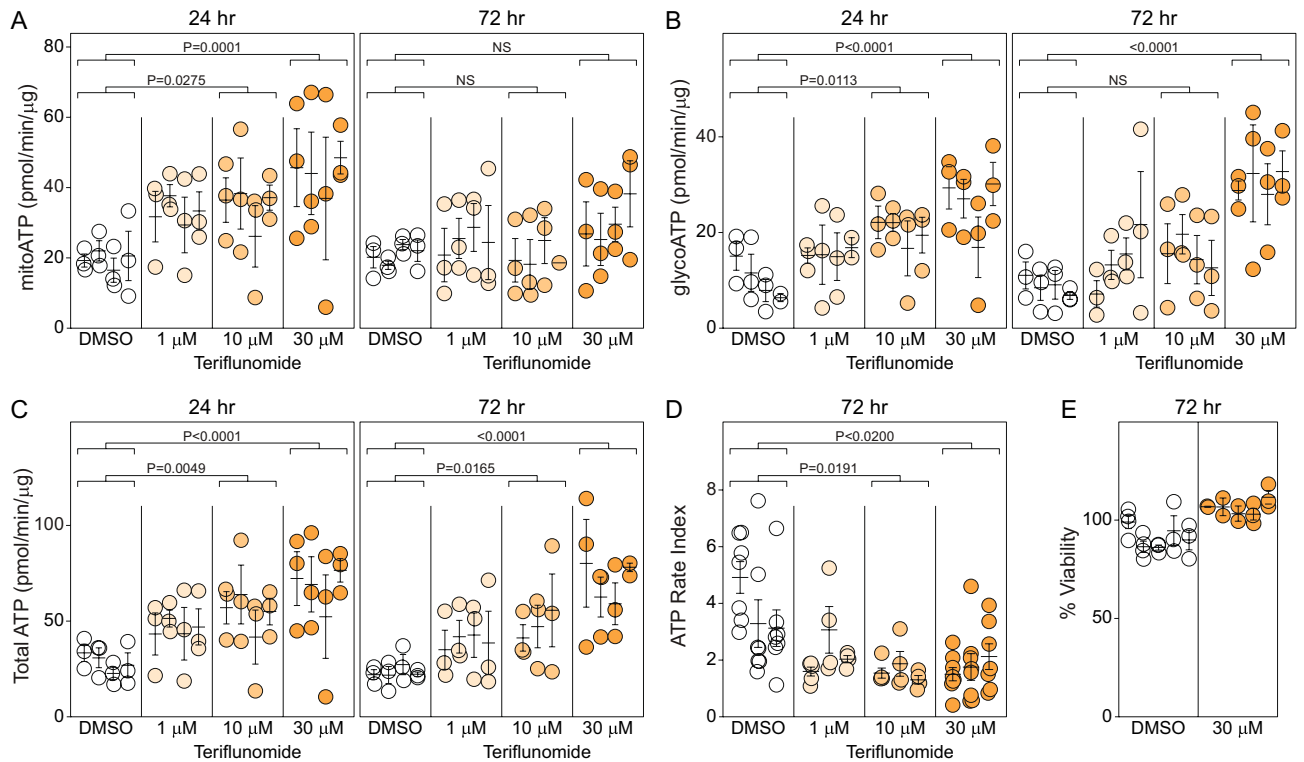 A
24 hr
72 hr
mitoATP (pmol/min/μg)
80
60
40
20
0
P=0.0001
P=0.0275
NS
NS
DMSO
1 μM
10 μM
30 μM
DMSO
1 μM
10 μM
30 μM
Teriflunomide
Teriflunomide
B
24 hr
72 hr
glycoATP (pmol/min/μg)
40
20
0
P<0.0001
P=0.0113
<0.0001
NS
DMSO
1 μM
10 μM
30 μM
DMSO
1 μM
10 μM
30 μM
Teriflunomide
Teriflunomide
C
24 hr
72 hr
Total ATP (pmol/min/μg)
100
50
0
P<0.0001
P=0.0049
<0.0001
P=0.0165
DMSO
1 μM
10 μM
30 μM
DMSO
1 μM
10 μM
30 μM
Teriflunomide
Teriflunomide
D
72 hr
ATP Rate Index
8
6
4
2
0
P<0.0200
P=0.0191
DMSO
1 μM
10 μM
30 μM
Teriflunomide
E
72 hr
% Viability
100
50
0
DMSO
30 μM